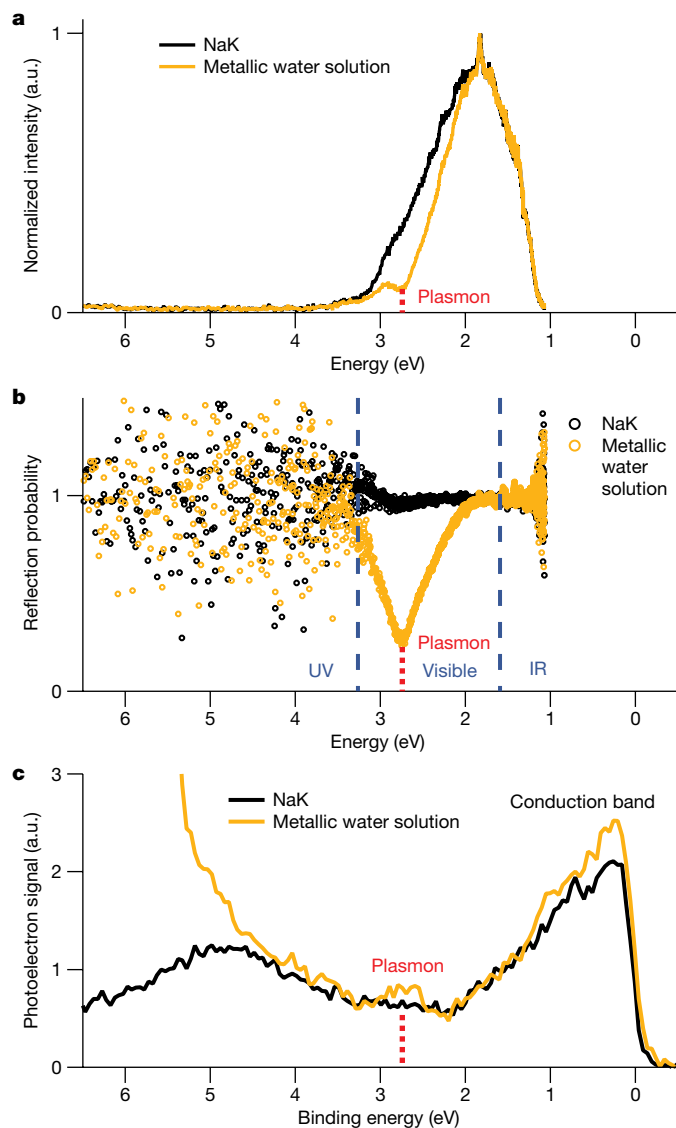 a
1
NaK
Metallic water solution
Normalized intensity (a.u.)
Plasmon
0
6 5 4 3 2 1 0
Energy (eV)
b
NaK
Metallic
water
solution
1
Reflection probability
Plasmon
UV Visible IR
0
6 5 4 3 2 1 0
Energy (eV)
c
3
NaK
Metallic water solution
Conduction band
2
Photoelectron signal (a.u.)
Plasmon
1
0
6 5 4 3 2 1 0
Binding energy (eV)